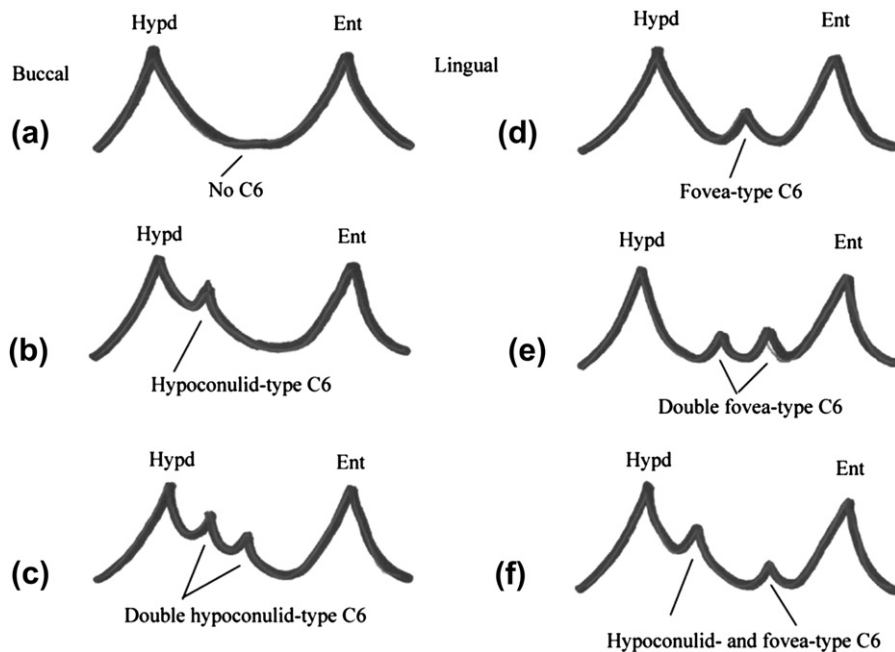 Hypd Ent
Buccal
(a)
No C6
Hypd Ent
(b)
Hypoconulid-type C6
Hypd Ent
(c)
Double hypoconulid-type C6
Hypd Ent
Lingual
(d)
Fovea-type C6
Hypd Ent
(e)
Double fovea-type C6
Hypd Ent
(f)
Hypoconulid- and fovea-type C6